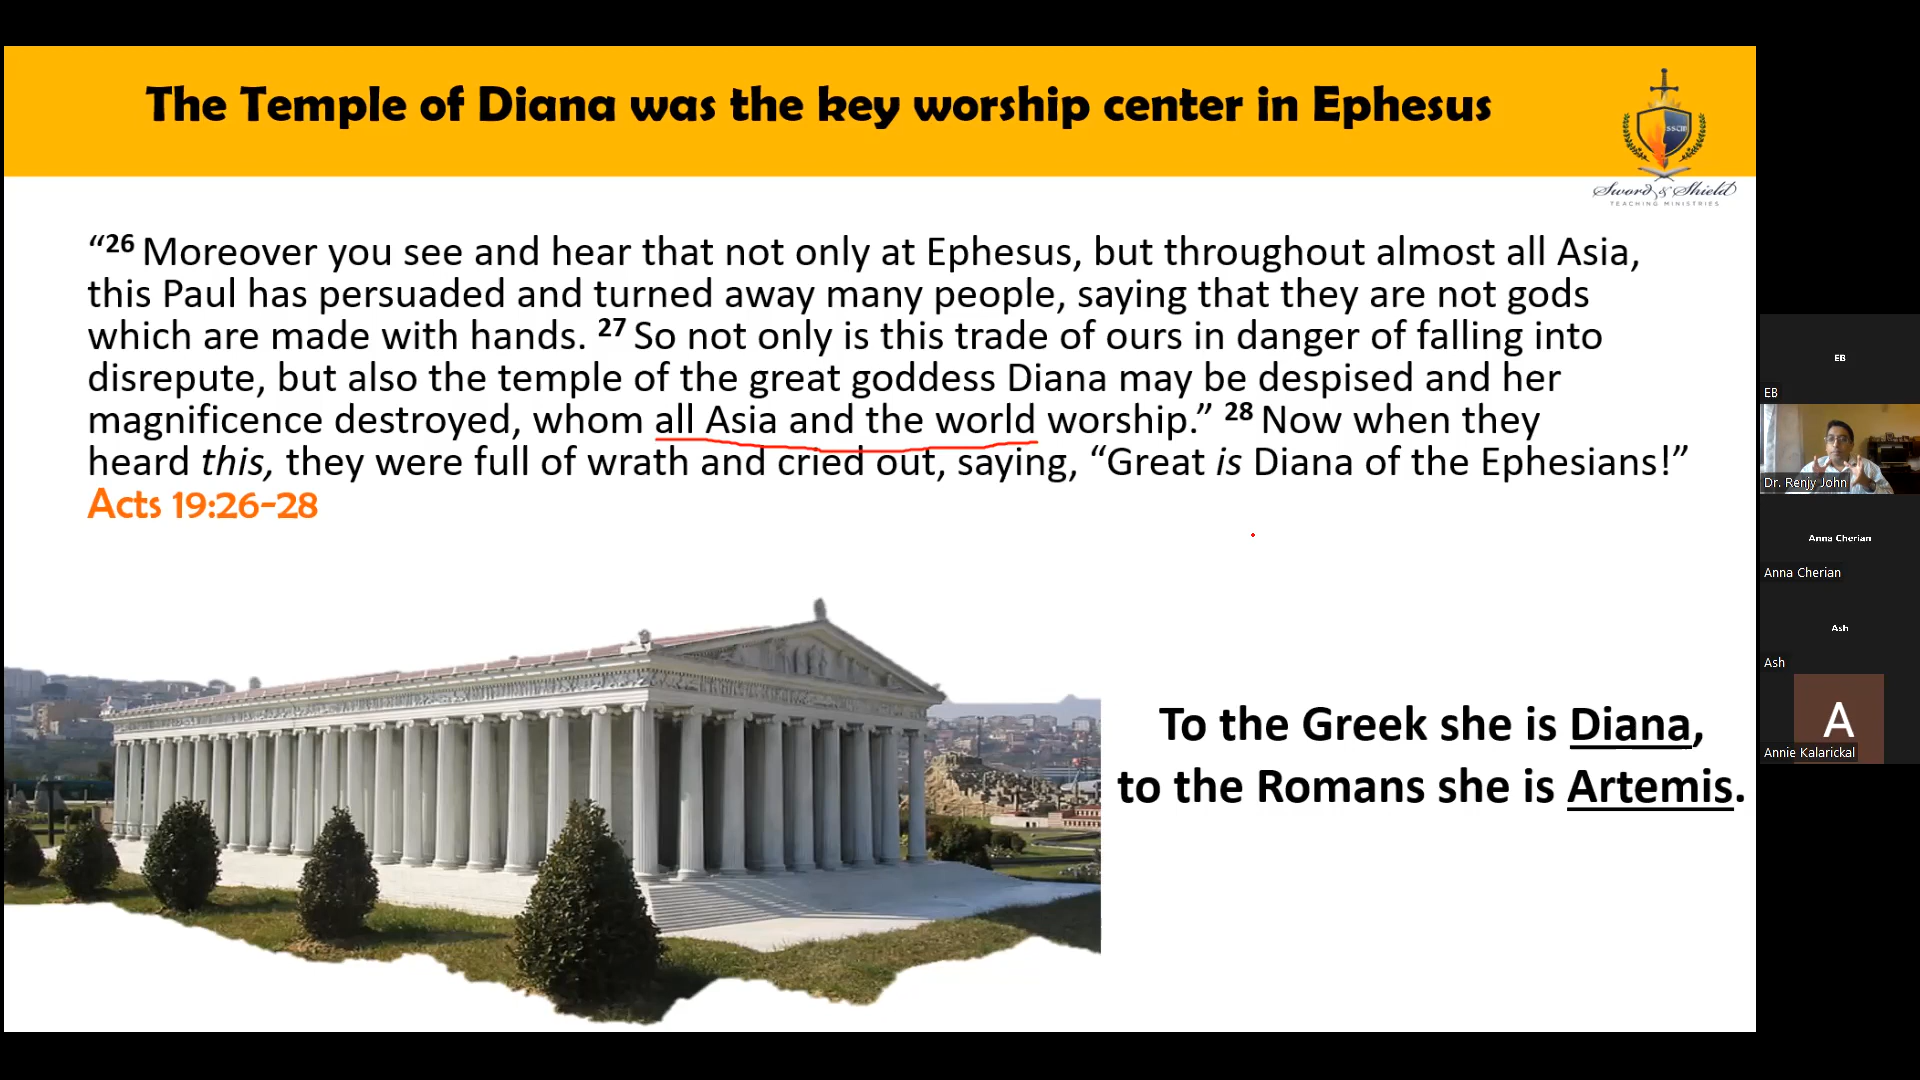 The Temple of Diana was the key worship center in Ephesus
SSTM
Sword & Shield
TEACHING MINISTRIES
“26 Moreover you see and hear that not only at Ephesus, but throughout almost all Asia,
this Paul has persuaded and turned away many people, saying that they are not gods
which are made with hands. 27 So not only is this trade of ours in danger of falling into
disrepute, but also the temple of the great goddess Diana may be despised and her
magnificence destroyed, whom all Asia and the world worship.” 28 Now when they
heard this, they were full of wrath and cried out, saying, “Great is Diana of the Ephesians!”
Acts 19:26-28
To the Greek she is Diana,
to the Romans she is Artemis.
EB
EB
Dr. Renjy John
Anna Cherian
Anna Cherian
Ash
Ash
A
Annie Kalarickal